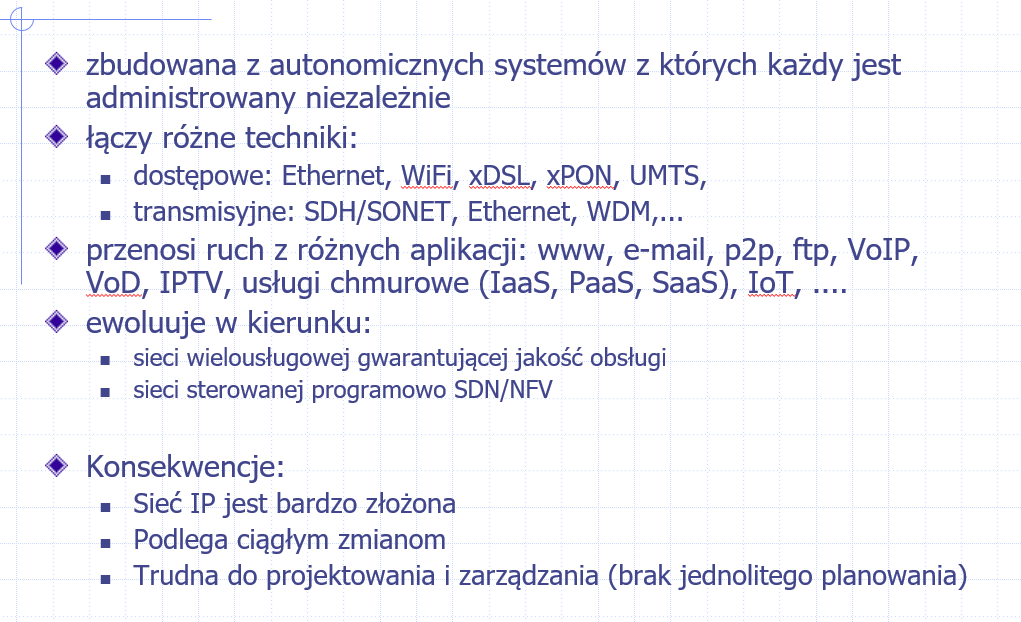 zbudowana z autonomicznych systemów z których każdy jest
administrowany niezależnie
łączy różne techniki:
dostępowe: Ethernet, WiFi, xDSL, xPON, UMTS,
transmisyjne: SDH/SONET, Ethernet, WDM,...
przenosi ruch z różnych aplikacji: www, e-mail, p2p, ftp, VoIP,
VoD, IPTV, usługi chmurowe (IaaS, PaaS, SaaS), IoT, ....
ewoluuje w kierunku:
sieci wielousługowej gwarantującej jakość obsługi
sieci sterowanej programowo SDN/NFV
Konsekwencje:
Sieć IP jest bardzo złożona
Podlega ciągłym zmianom
Trudna do projektowania i zarządzania (brak jednolitego planowania)